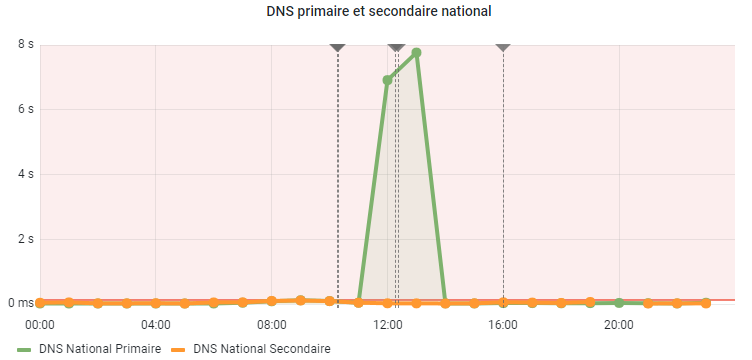 DNS primaire et secondaire national
8 s
6 s
4 s
2 s
0 ms
00:00 04:00 08:00 12:00 16:00 20:00
DNS National Primaire DNS National Secondaire